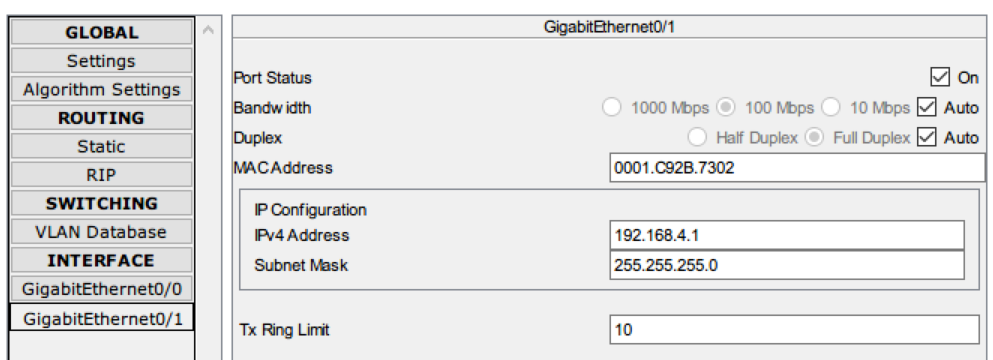 GLOBAL
Settings
Algorithm Settings
ROUTING
Static
RIP
SWITCHING
VLAN Database
INTERFACE
GigabitEthernet0/0
GigabitEthernet0/1
GigabitEthernet0/1
Port Status On
Bandwidth 1000 Mbps 100 Mbps 10 Mbps Auto
Duplex Half Duplex Full Duplex Auto
MAC Address 0001.C92B.7302
IP Configuration
IPv4 Address 192.168.4.1
Subnet Mask 255.255.255.0
Tx Ring Limit 10